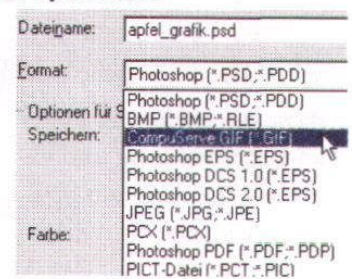 Dateiname: apfel_grafik.psd
Format: Photoshop (*.PSD;*.PDD)
Photoshop (*.PSD;*.PDD)
Optionen für S
BMP (*.BMP;*.RLE)
Speichern:
CompuServe GIF (*.GIF)
Photoshop EPS (*.EPS)
Photoshop DCS 1.0 (*.EPS)
Photoshop DCS 2.0 (*.EPS)
JPEG (*.JPG;*.JPE)
Farbe:
PCX (*.PCX)
Photoshop PDF (*.PDF;*.PDP)
PICT-Datei (*.PCT;*.PIC)